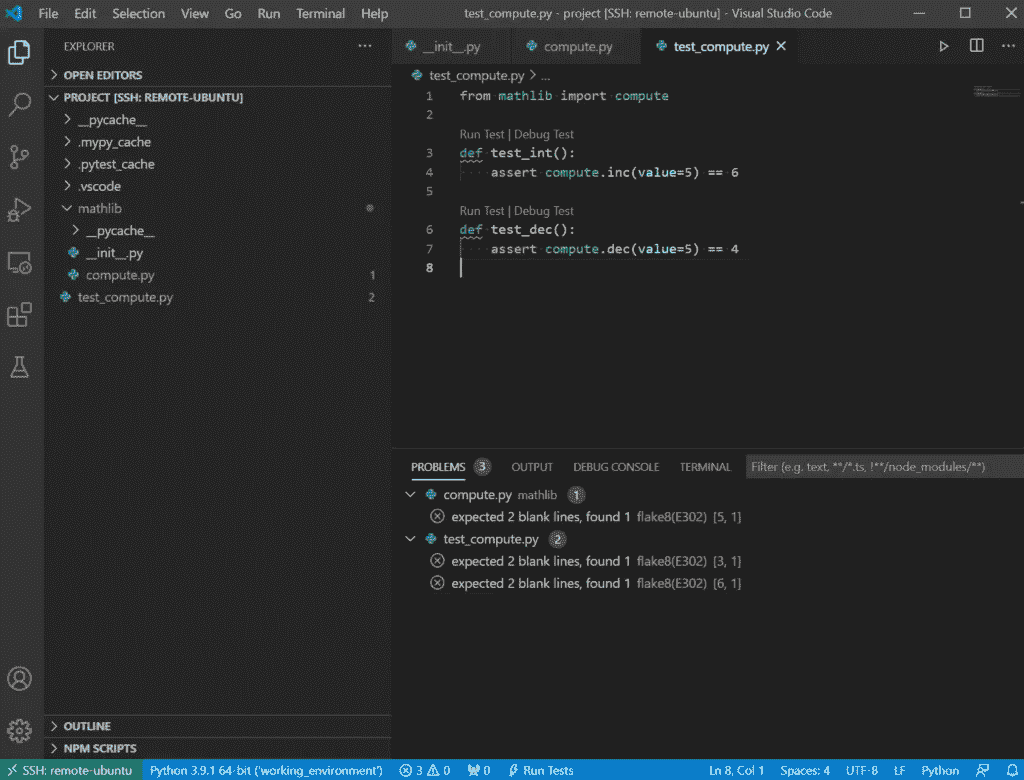 File Edit Selection View Go Run Terminal Help test_compute.py - project [SSH: remote-ubuntu] - Visual Studio Code
EXPLORER ...
OPEN EDITORS
PROJECT [SSH: REMOTE-UBUNTU]
__pycache__
.mypy_cache
.pytest_cache
.vscode
mathlib
__pycache__
__init__.py
compute.py 1
test_compute.py 2
OUTLINE
NPM SCRIPTS
__init__.py compute.py test_compute.py
test_compute.py > ...
1 from mathlib import compute
2
Run Test | Debug Test
3 def test_int():
4 ····assert compute.inc(value=5) == 6
5
Run Test | Debug Test
6 def test_dec():
7 ····assert compute.dec(value=5) == 4
8
PROBLEMS 3 OUTPUT DEBUG CONSOLE TERMINAL Filter (e.g. text, **/*.ts, !**/node_modules/**)
compute.py mathlib 1
expected 2 blank lines, found 1 flake8(E302) [5, 1]
test_compute.py 2
expected 2 blank lines, found 1 flake8(E302) [3, 1]
expected 2 blank lines, found 1 flake8(E302) [6, 1]
SSH: remote-ubuntu Python 3.9.1 64-bit ('working_environment') 3 0 0 Run Tests Ln 8, Col 1 Spaces: 4 UTF-8 LF Python